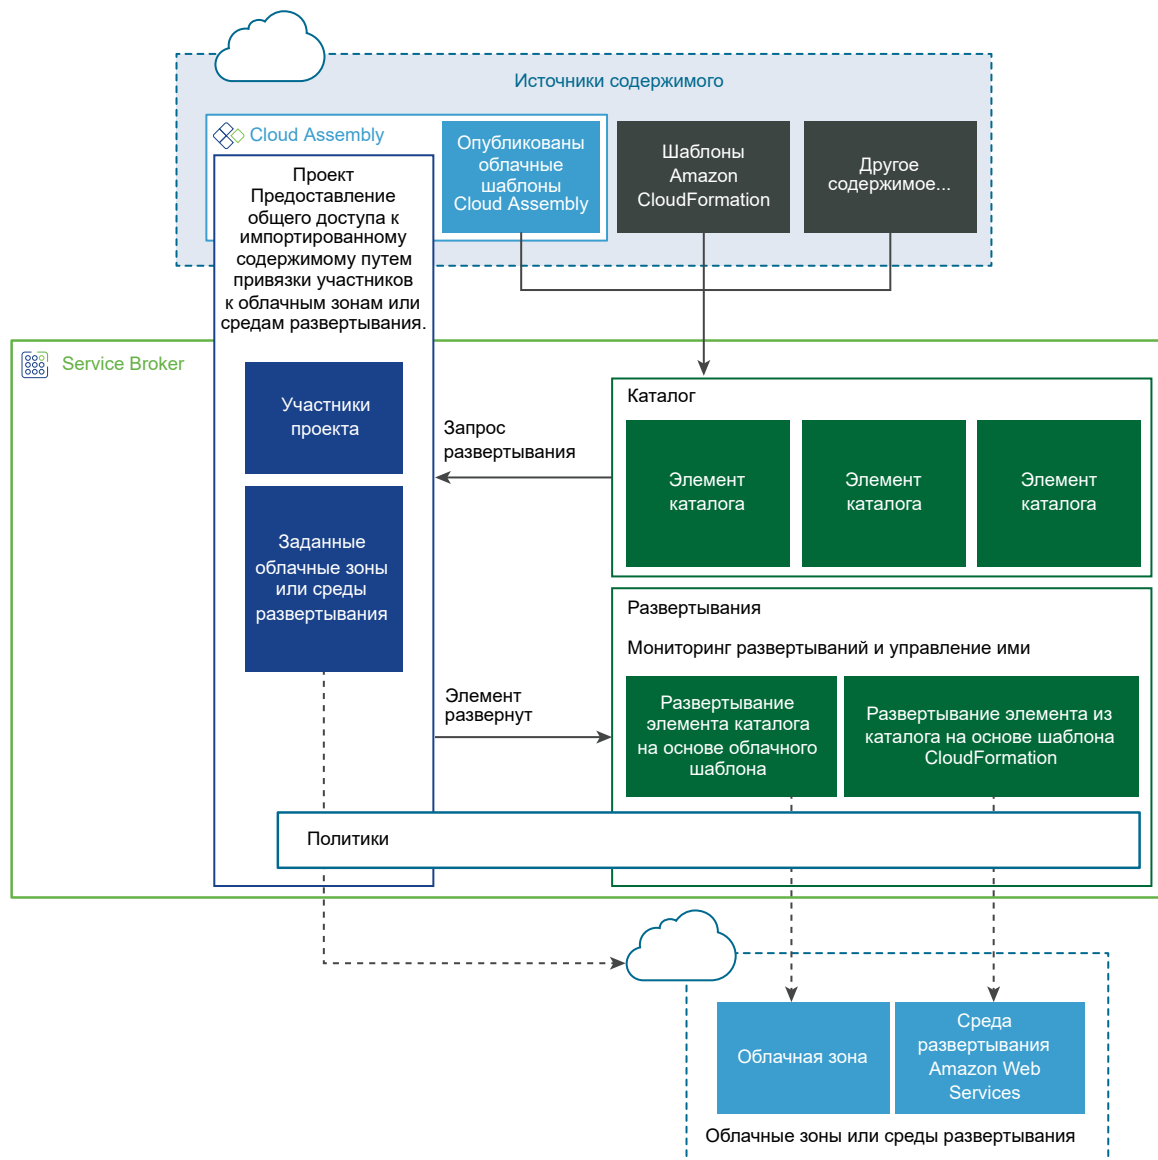 Источники содержимого
Cloud Assembly
Проект
Предоставление
общего доступа к
импортированному
содержимому путем
привязки участников
к облачным зонам или
средам развертывания.
Опубликованы
облачные
шаблоны
Cloud Assembly
Шаблоны
Amazon
CloudFormation
Другое
содержимое...
Service Broker
Участники
проекта
Заданные
облачные зоны
или среды
развертывания
Запрос
развертывания
Каталог
Элемент
каталога
Элемент
каталога
Элемент
каталога
Развертывания
Мониторинг развертываний и управление ими
Элемент
развернут
Развертывание
элемента каталога
на основе облачного
шаблона
Развертывание элемента из
каталога на основе шаблона
CloudFormation
Политики
Облачная зона
Среда
развертывания
Amazon Web
Services
Облачные зоны или среды развертывания